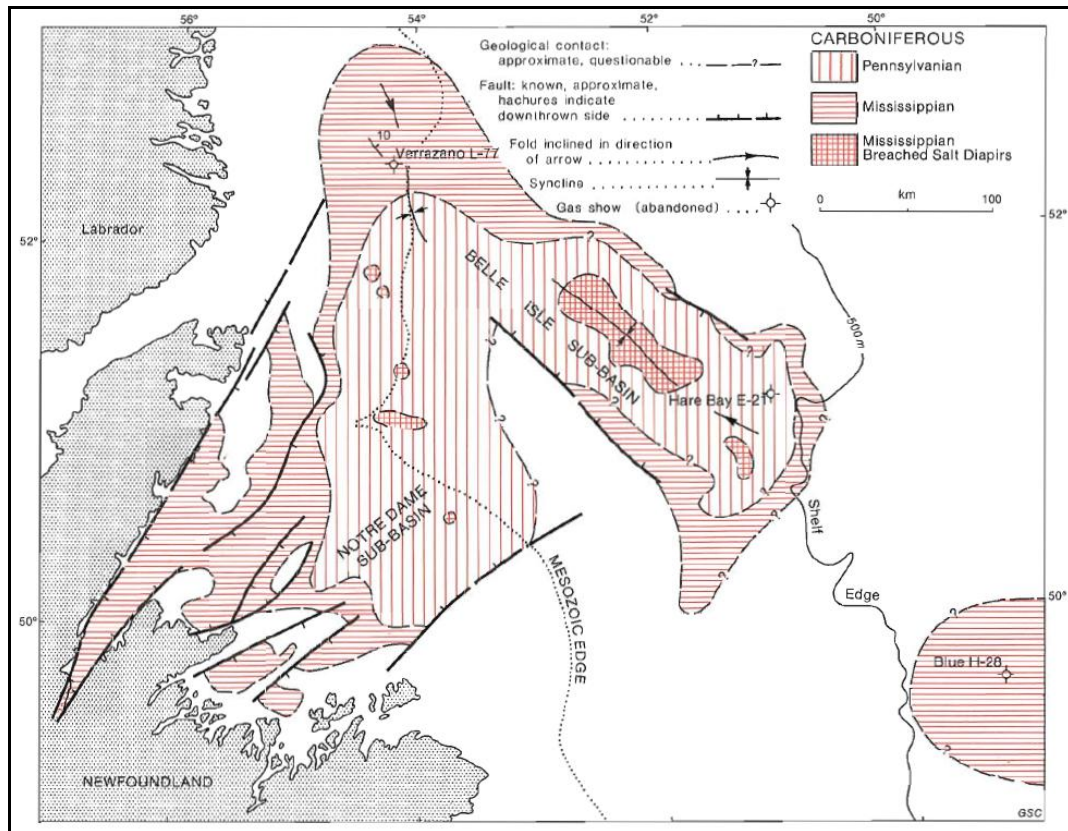 56°
54°
52°
50°
Geological contact:
approximate, questionable
?
Fault: known, approximate,
hachures indicate
downthrown side
Fold inclined in direction
of arrow
Syncline
Gas show (abandoned)
CARBONIFEROUS
Pennsylvanian
Mississippian
Mississippian
Breached Salt Diapirs
km
0
100
10
Verrazano L-77
52°
52°
Labrador
?
?
?
BELLE
ISLE
SUB-BASIN
500m
?
?
?
Hare Bay E-21
?
?
?
?
?
NOTRE DAME
SUB-BASIN
Shelf
Edge
MESOZOIC EDGE
50°
50°
?
?
?
Blue H-28
?
NEWFOUNDLAND
GSC